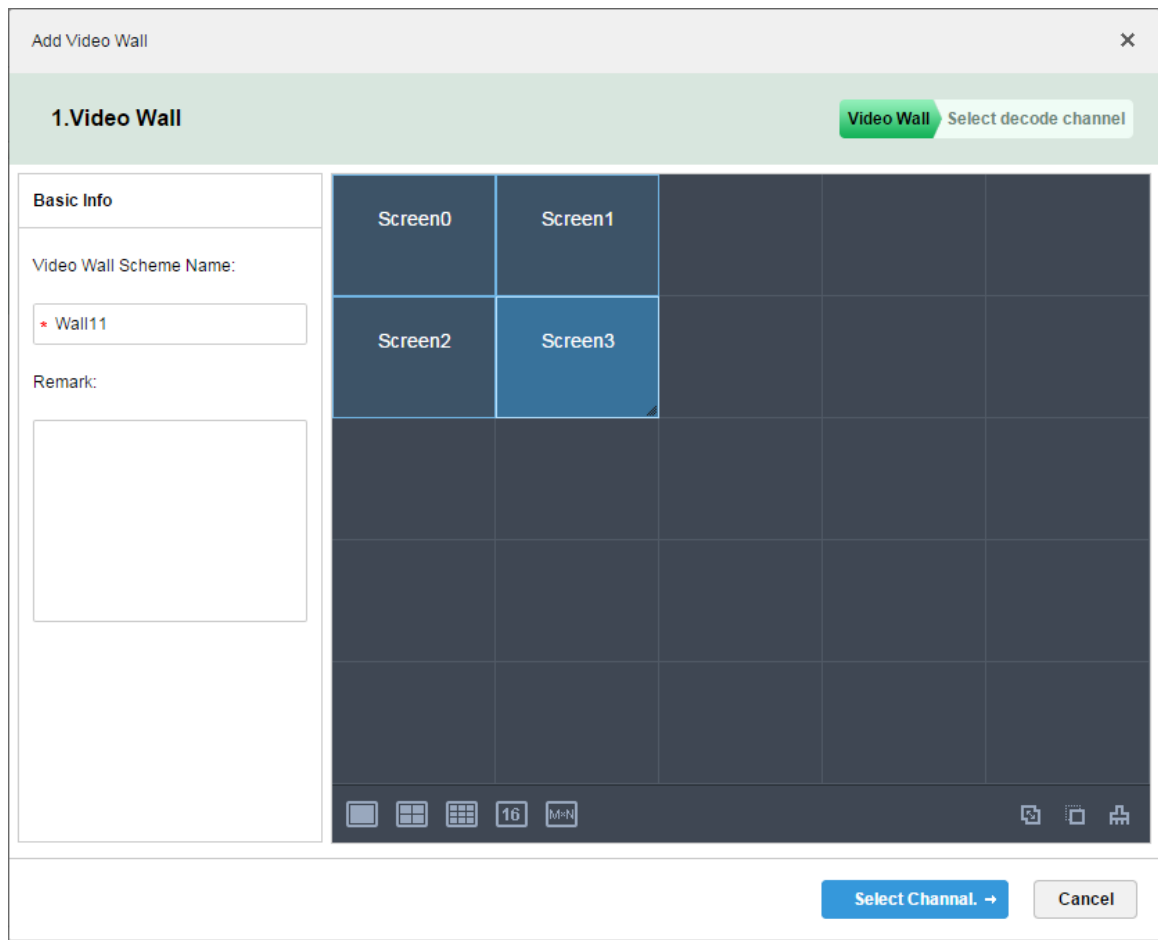 Add Video Wall
1.Video Wall
Video Wall
Select decode channel
Basic Info
Video Wall Scheme Name:
* Wall11
Remark:
Screen0
Screen1
Screen2
Screen3
16
M×N
Select Channal. →
Cancel